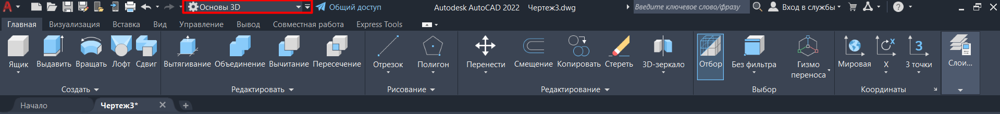 Основы 3D Общий доступ Autodesk AutoCAD 2022 Чертеж3.dwg Введите ключевое слово/фразу Вход в службы ?
Главная Визуализация Вставка Вид Управление Вывод Совместная работа Express Tools
Ящик Выдавить Вращать Лофт Сдвиг Вытягивание Объединение Вычитание Пересечение Отрезок Полигон Перенести Смещение Копировать Стереть 3D-зеркало Отбор Без фильтра Гизмо переноса Мировая X 3 точки Слои...
Создать Редактировать Рисование Редактирование Выбор Координаты
Начало Чертеж3*